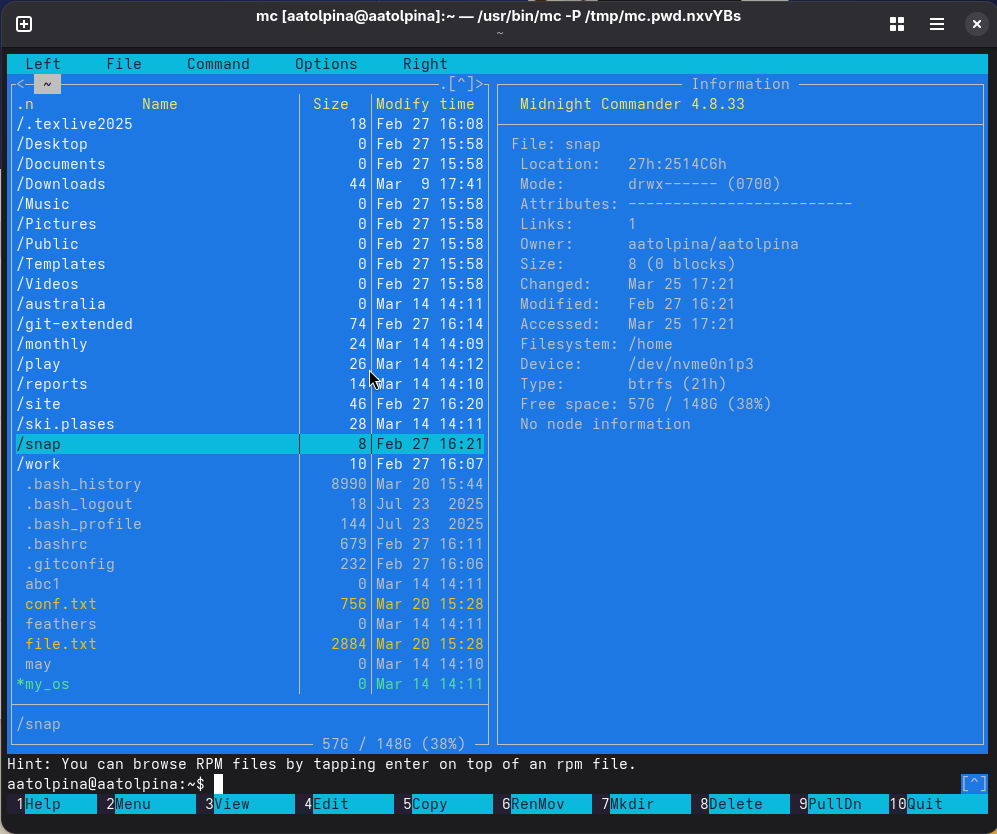 mc [aatolpina@aatolpina]:~ — /usr/bin/mc -P /tmp/mc.pwd.nxvYBs
~
Left File Command Options Right
<— ~ .[^]> Information
.n Name Size Modify time Midnight Commander 4.8.33
/.texlive2025 18 Feb 27 16:08
/Desktop 0 Feb 27 15:58 File: snap
/Documents 0 Feb 27 15:58 Location: 27h:2514C6h
/Downloads 44 Mar 9 17:41 Mode: drwx------ (0700)
/Music 0 Feb 27 15:58 Attributes: -------------------------
/Pictures 0 Feb 27 15:58 Links: 1
/Public 0 Feb 27 15:58 Owner: aatolpina/aatolpina
/Templates 0 Feb 27 15:58 Size: 8 (0 blocks)
/Videos 0 Feb 27 15:58 Changed: Mar 25 17:21
/australia 0 Mar 14 14:11 Modified: Feb 27 16:21
/git-extended 74 Feb 27 16:14 Accessed: Mar 25 17:21
/monthly 24 Mar 14 14:09 Filesystem: /home
/play 26 Mar 14 14:12 Device: /dev/nvme0n1p3
/reports 14 Mar 14 14:10 Type: btrfs (21h)
/site 46 Feb 27 16:20 Free space: 57G / 148G (38%)
/ski.plases 28 Mar 14 14:11 No node information
/snap 8 Feb 27 16:21
/work 10 Feb 27 16:07
.bash_history 8990 Mar 20 15:44
.bash_logout 18 Jul 23 2025
.bash_profile 144 Jul 23 2025
.bashrc 679 Feb 27 16:11
.gitconfig 232 Feb 27 16:06
abc1 0 Mar 14 14:11
conf.txt 756 Mar 20 15:28
feathers 0 Mar 14 14:11
file.txt 2884 Mar 20 15:28
may 0 Mar 14 14:10
*my_os 0 Mar 14 14:11
/snap
57G / 148G (38%)
Hint: You can browse RPM files by tapping enter on top of an rpm file.
aatolpina@aatolpina:~$ [^]
1Help 2Menu 3View 4Edit 5Copy 6RenMov 7Mkdir 8Delete 9PullDn 10Quit